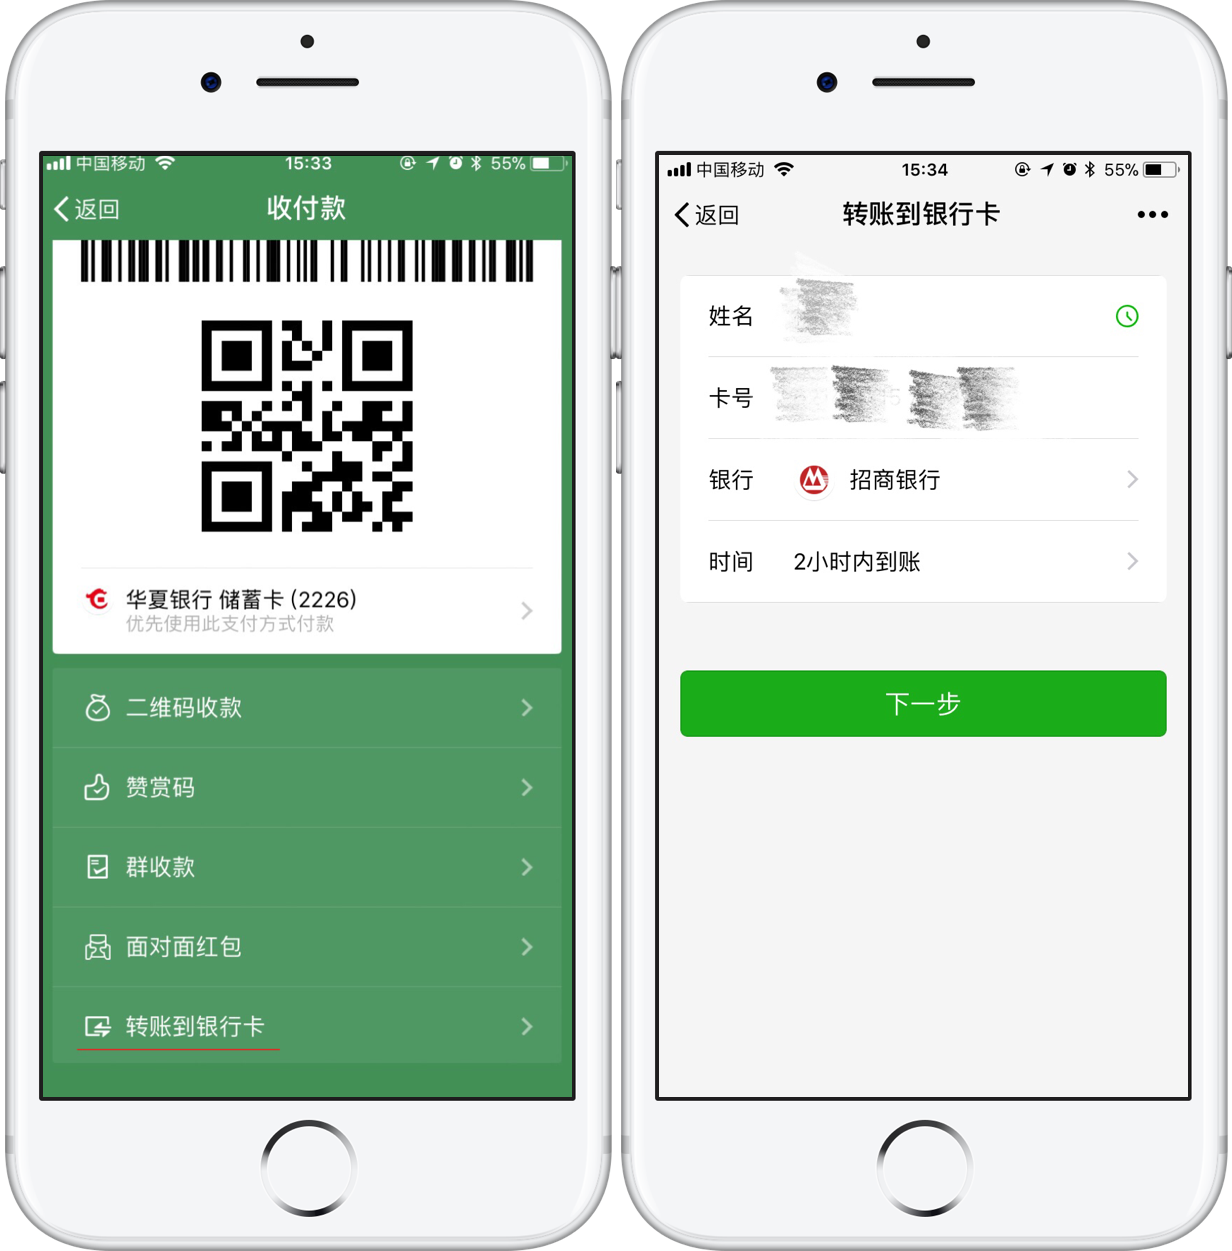 中国移动 15:33 55%
返回 收付款
华夏银行 储蓄卡 (2226)
优先使用此支付方式付款
二维码收款
赞赏码
群收款
面对面红包
转账到银行卡
中国移动 15:34 55%
返回 转账到银行卡
姓名
卡号
银行 招商银行
时间 2小时内到账
下一步